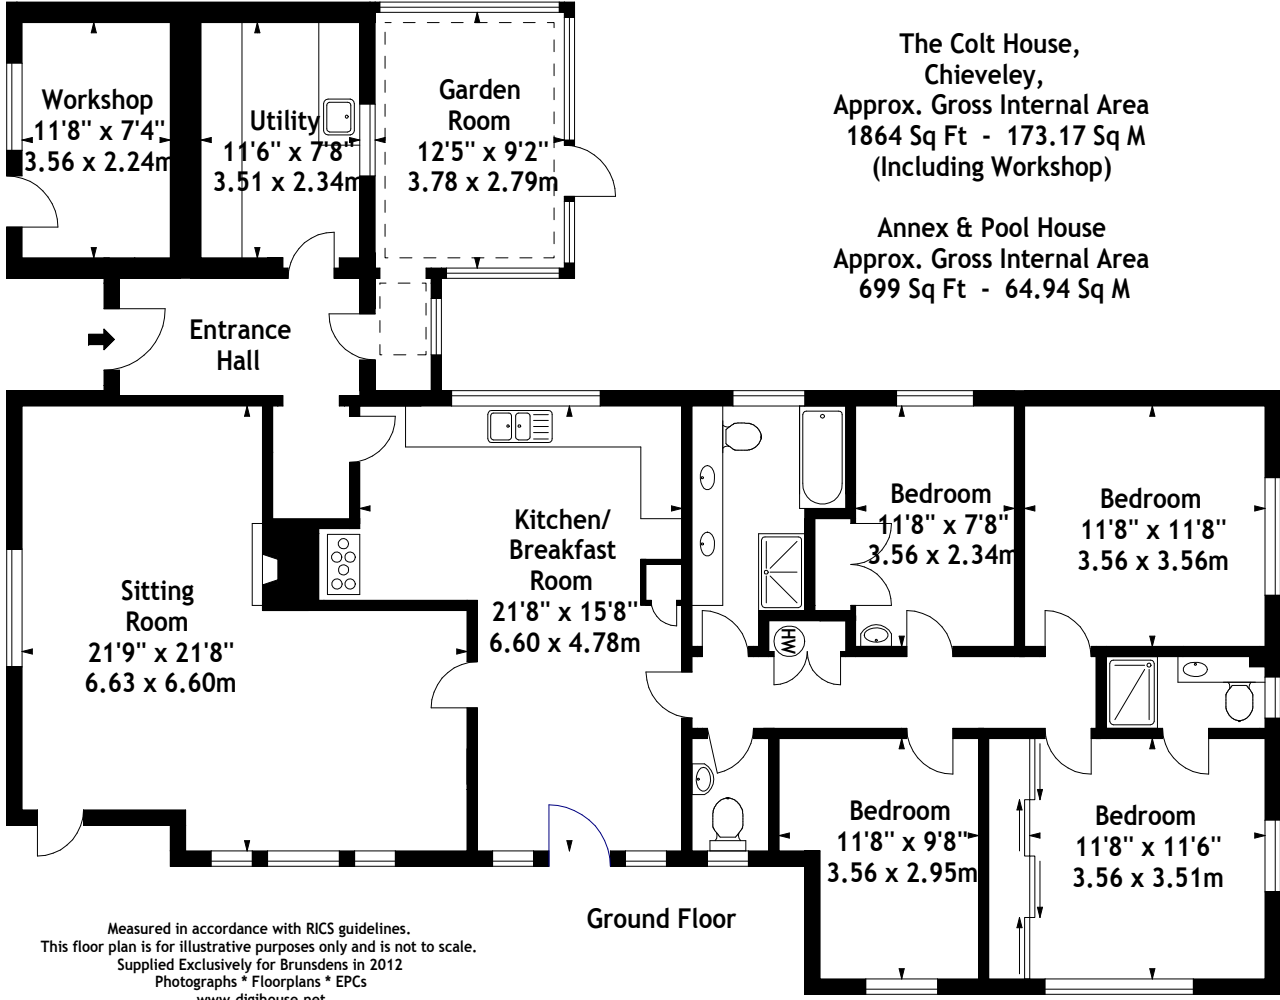 Workshop
11'8" x 7'4"
3.56 x 2.24m
Utility
11'6" x 7'8"
3.51 x 2.34m
Garden
Room
12'5" x 9'2"
3.78 x 2.79m
The Colt House,
Chieveley,
Approx. Gross Internal Area
1864 Sq Ft - 173.17 Sq M
(Including Workshop)
Annex & Pool House
Approx. Gross Internal Area
699 Sq Ft - 64.94 Sq M
Entrance
Hall
Sitting
Room
21'9" x 21'8"
6.63 x 6.60m
Kitchen/
Breakfast
Room
21'8" x 15'8"
6.60 x 4.78m
Bedroom
11'8" x 7'8"
3.56 x 2.34m
Bedroom
11'8" x 11'8"
3.56 x 3.56m
HW
Bedroom
11'8" x 9'8"
3.56 x 2.95m
Bedroom
11'8" x 11'6"
3.56 x 3.51m
Ground Floor
Measured in accordance with RICS guidelines.
This floor plan is for illustrative purposes only and is not to scale.
Supplied Exclusively for Brunsdens in 2012
Photographs * Floorplans * EPCs
www.digihouse.net